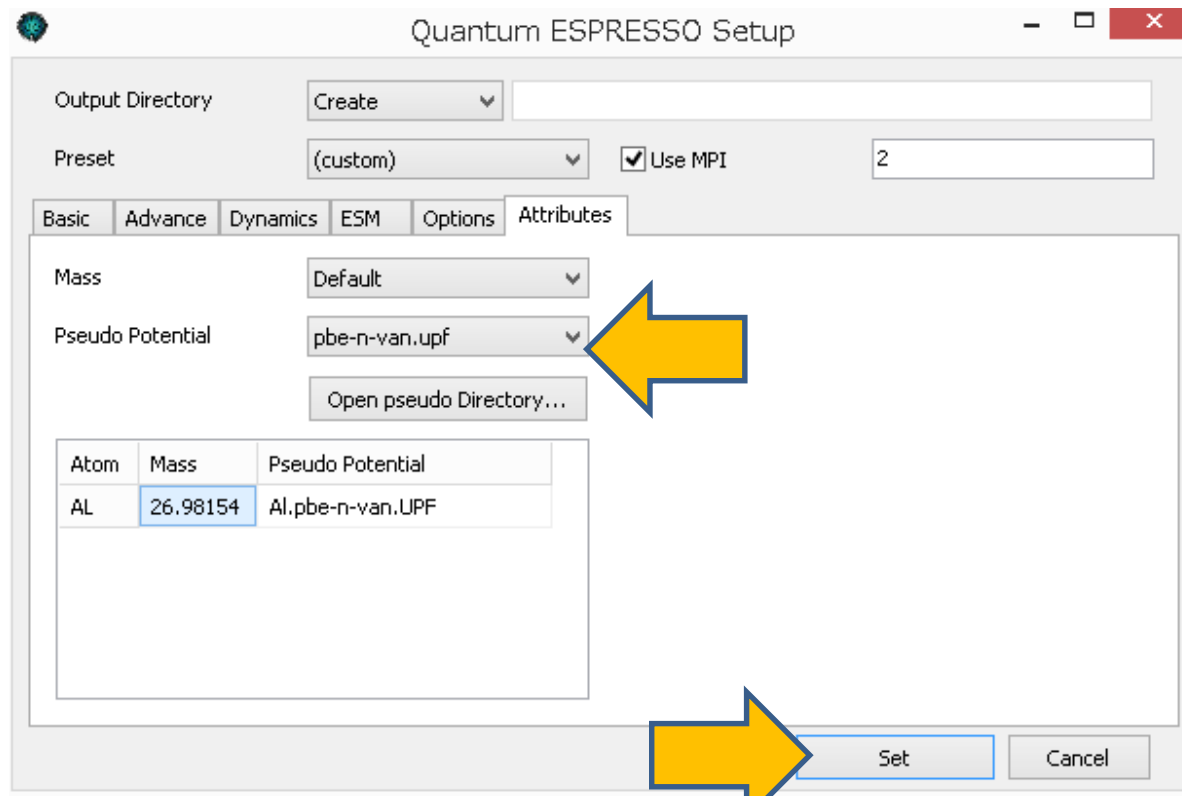 Quantum ESPRESSO Setup
Output Directory Create
Preset (custom) Use MPI 2
Basic Advance Dynamics ESM Options Attributes
Mass Default
Pseudo Potential pbe-n-van.upf
Open pseudo Directory...
Atom Mass Pseudo Potential
AL 26.98154 Al.pbe-n-van.UPF
Set Cancel